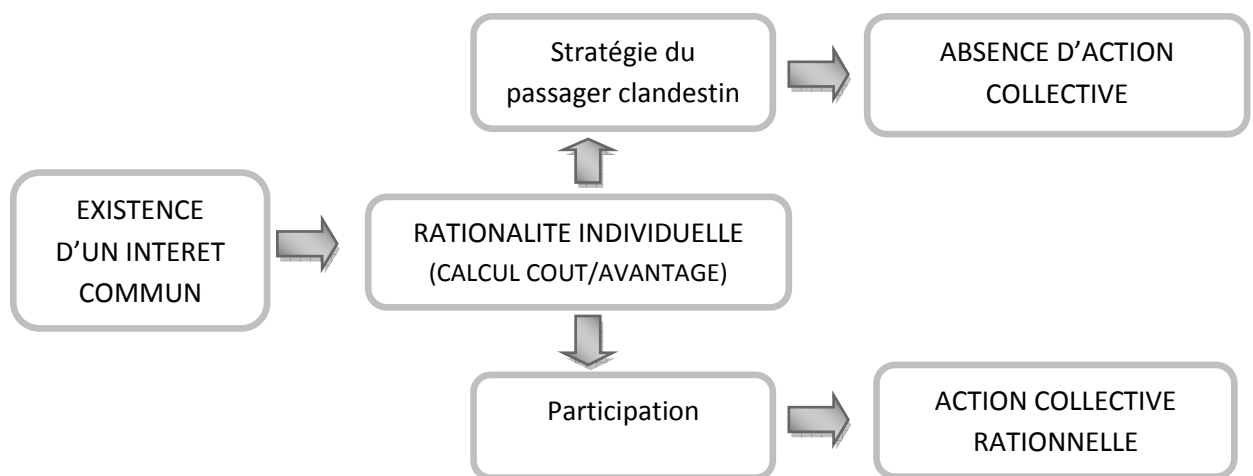 Stratégie du
passager clandestin
ABSENCE D’ACTION
COLLECTIVE
EXISTENCE
D’UN INTERET
COMMUN
RATIONALITE INDIVIDUELLE
(CALCUL COUT/AVANTAGE)
Participation
ACTION COLLECTIVE
RATIONNELLE